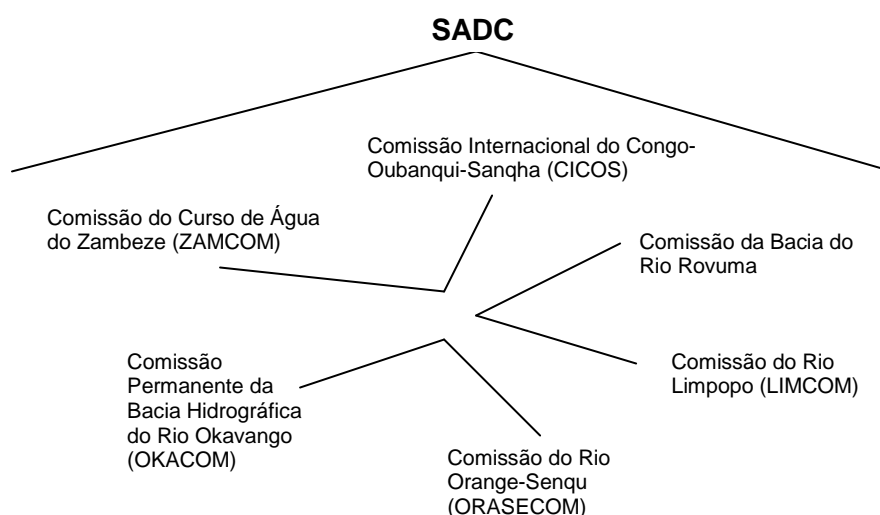 SADC
Comissão Internacional do Congo-
Oubanqui-Sanqha (CICOS)
Comissão do Curso de Água
do Zambeze (ZAMCOM)
Comissão da Bacia do
Rio Rovuma
Comissão do Rio
Limpopo (LIMCOM)
Comissão
Permanente da
Bacia Hidrográfica
do Rio Okavango
(OKACOM)
Comissão do Rio
Orange-Senqu
(ORASECOM)